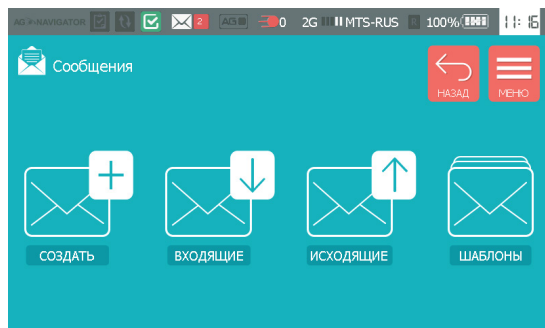 AG NAVIGATOR 2 AG 0 2G MTS-RUS 100% 11:16
Сообщения
НАЗАД МЕНЮ
СОЗДАТЬ ВХОДЯЩИЕ ИСХОДЯЩИЕ ШАБЛОНЫ